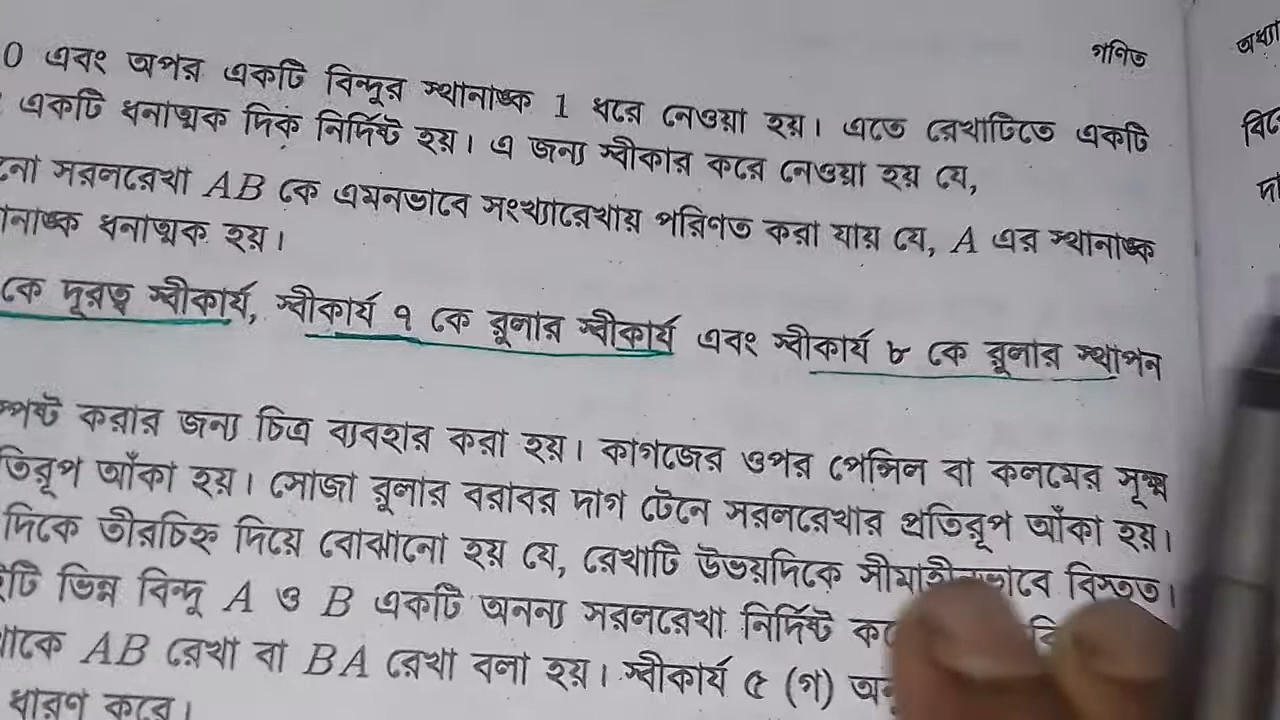 গণিত
0 এবং অপর একটি বিন্দুর স্থানাঙ্ক 1 ধরে নেওয়া হয়। এতে রেখাটিতে একটি
একটি ধনাত্মক দিক নির্দিষ্ট হয়। এ জন্য স্বীকার করে নেওয়া হয় যে,
সরলরেখা AB কে এমনভাবে সংখ্যারেখায় পরিণত করা যায় যে, A এর স্থানাঙ্ক
ধনাত্মক হয়।
কে দূরত্ব স্বীকার্য, স্বীকার্য ৭ কে রুলার স্বীকার্য এবং স্বীকার্য ৮ কে রুলার স্থাপন
করার জন্য চিত্র ব্যবহার করা হয়। কাগজের ওপর পেন্সিল বা কলমের সূক্ষ্ম
আঁকা হয়। সোজা রুলার বরাবর দাগ টেনে সরলরেখার প্রতিরূপ আঁকা হয়।
দিকে তীরচিহ্ন দিয়ে বোঝানো হয় যে, রেখাটি উভয়দিকে সীমাহীনভাবে বিস্তৃত।
ভিন্ন বিন্দু A ও B একটি অনন্য সরলরেখা নির্দিষ্ট
AB রেখা বা BA রেখা বলা হয়। স্বীকার্য ৫ (গ)
ধারণ করে।